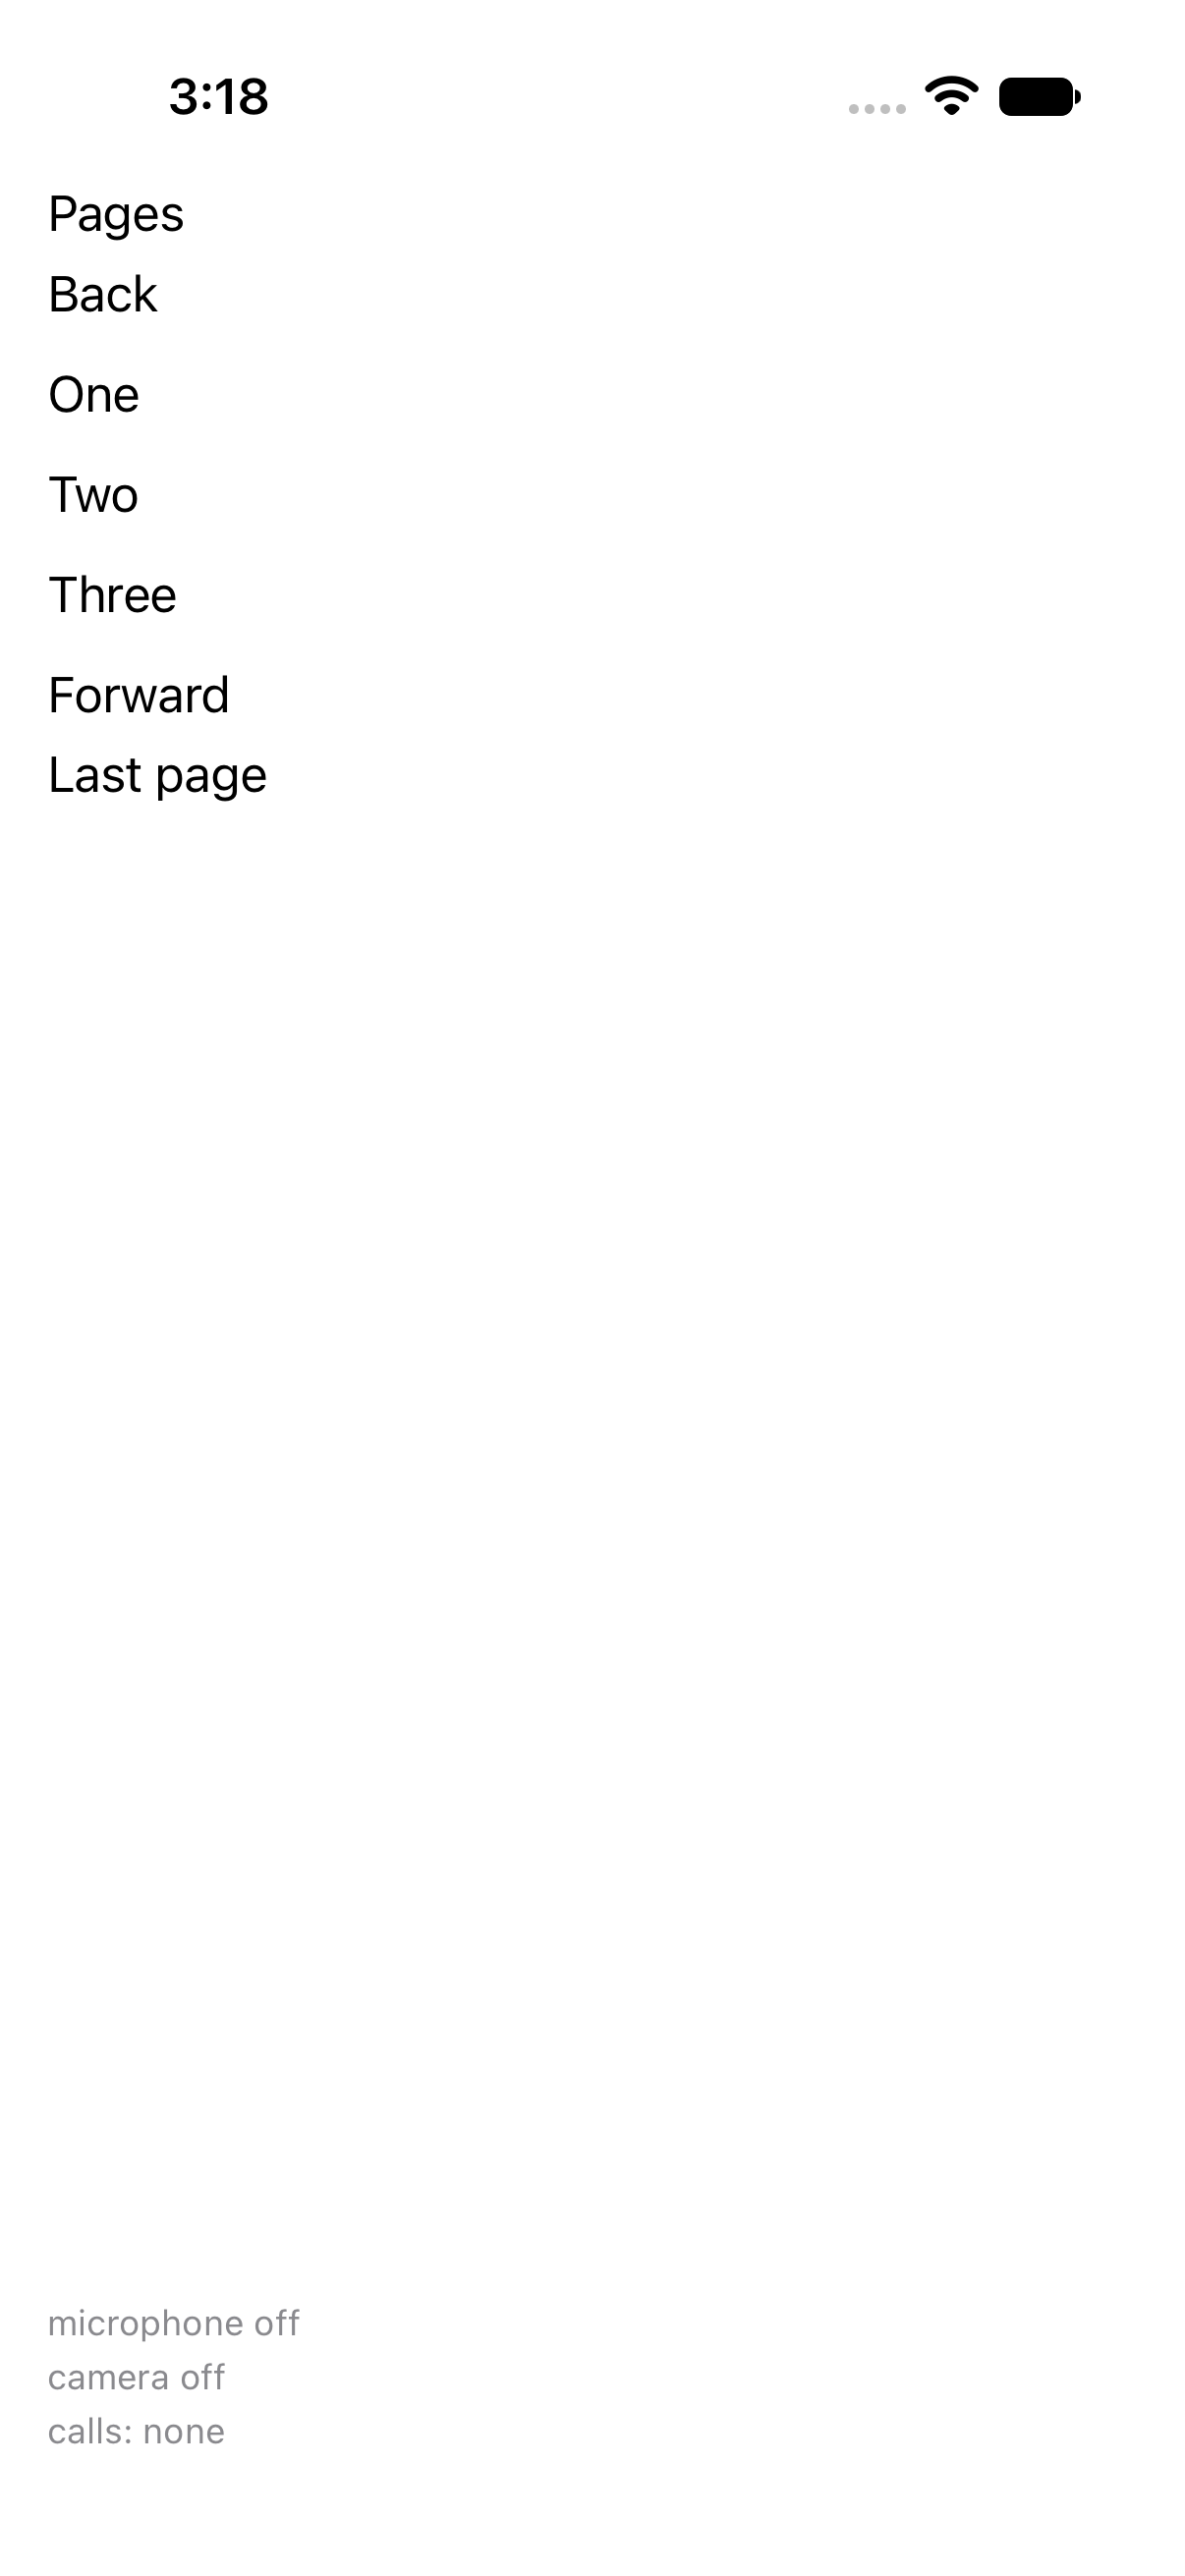 3:18
Pages
Back
One
Two
Three
Forward
Last page
microphone off
camera off
calls: none